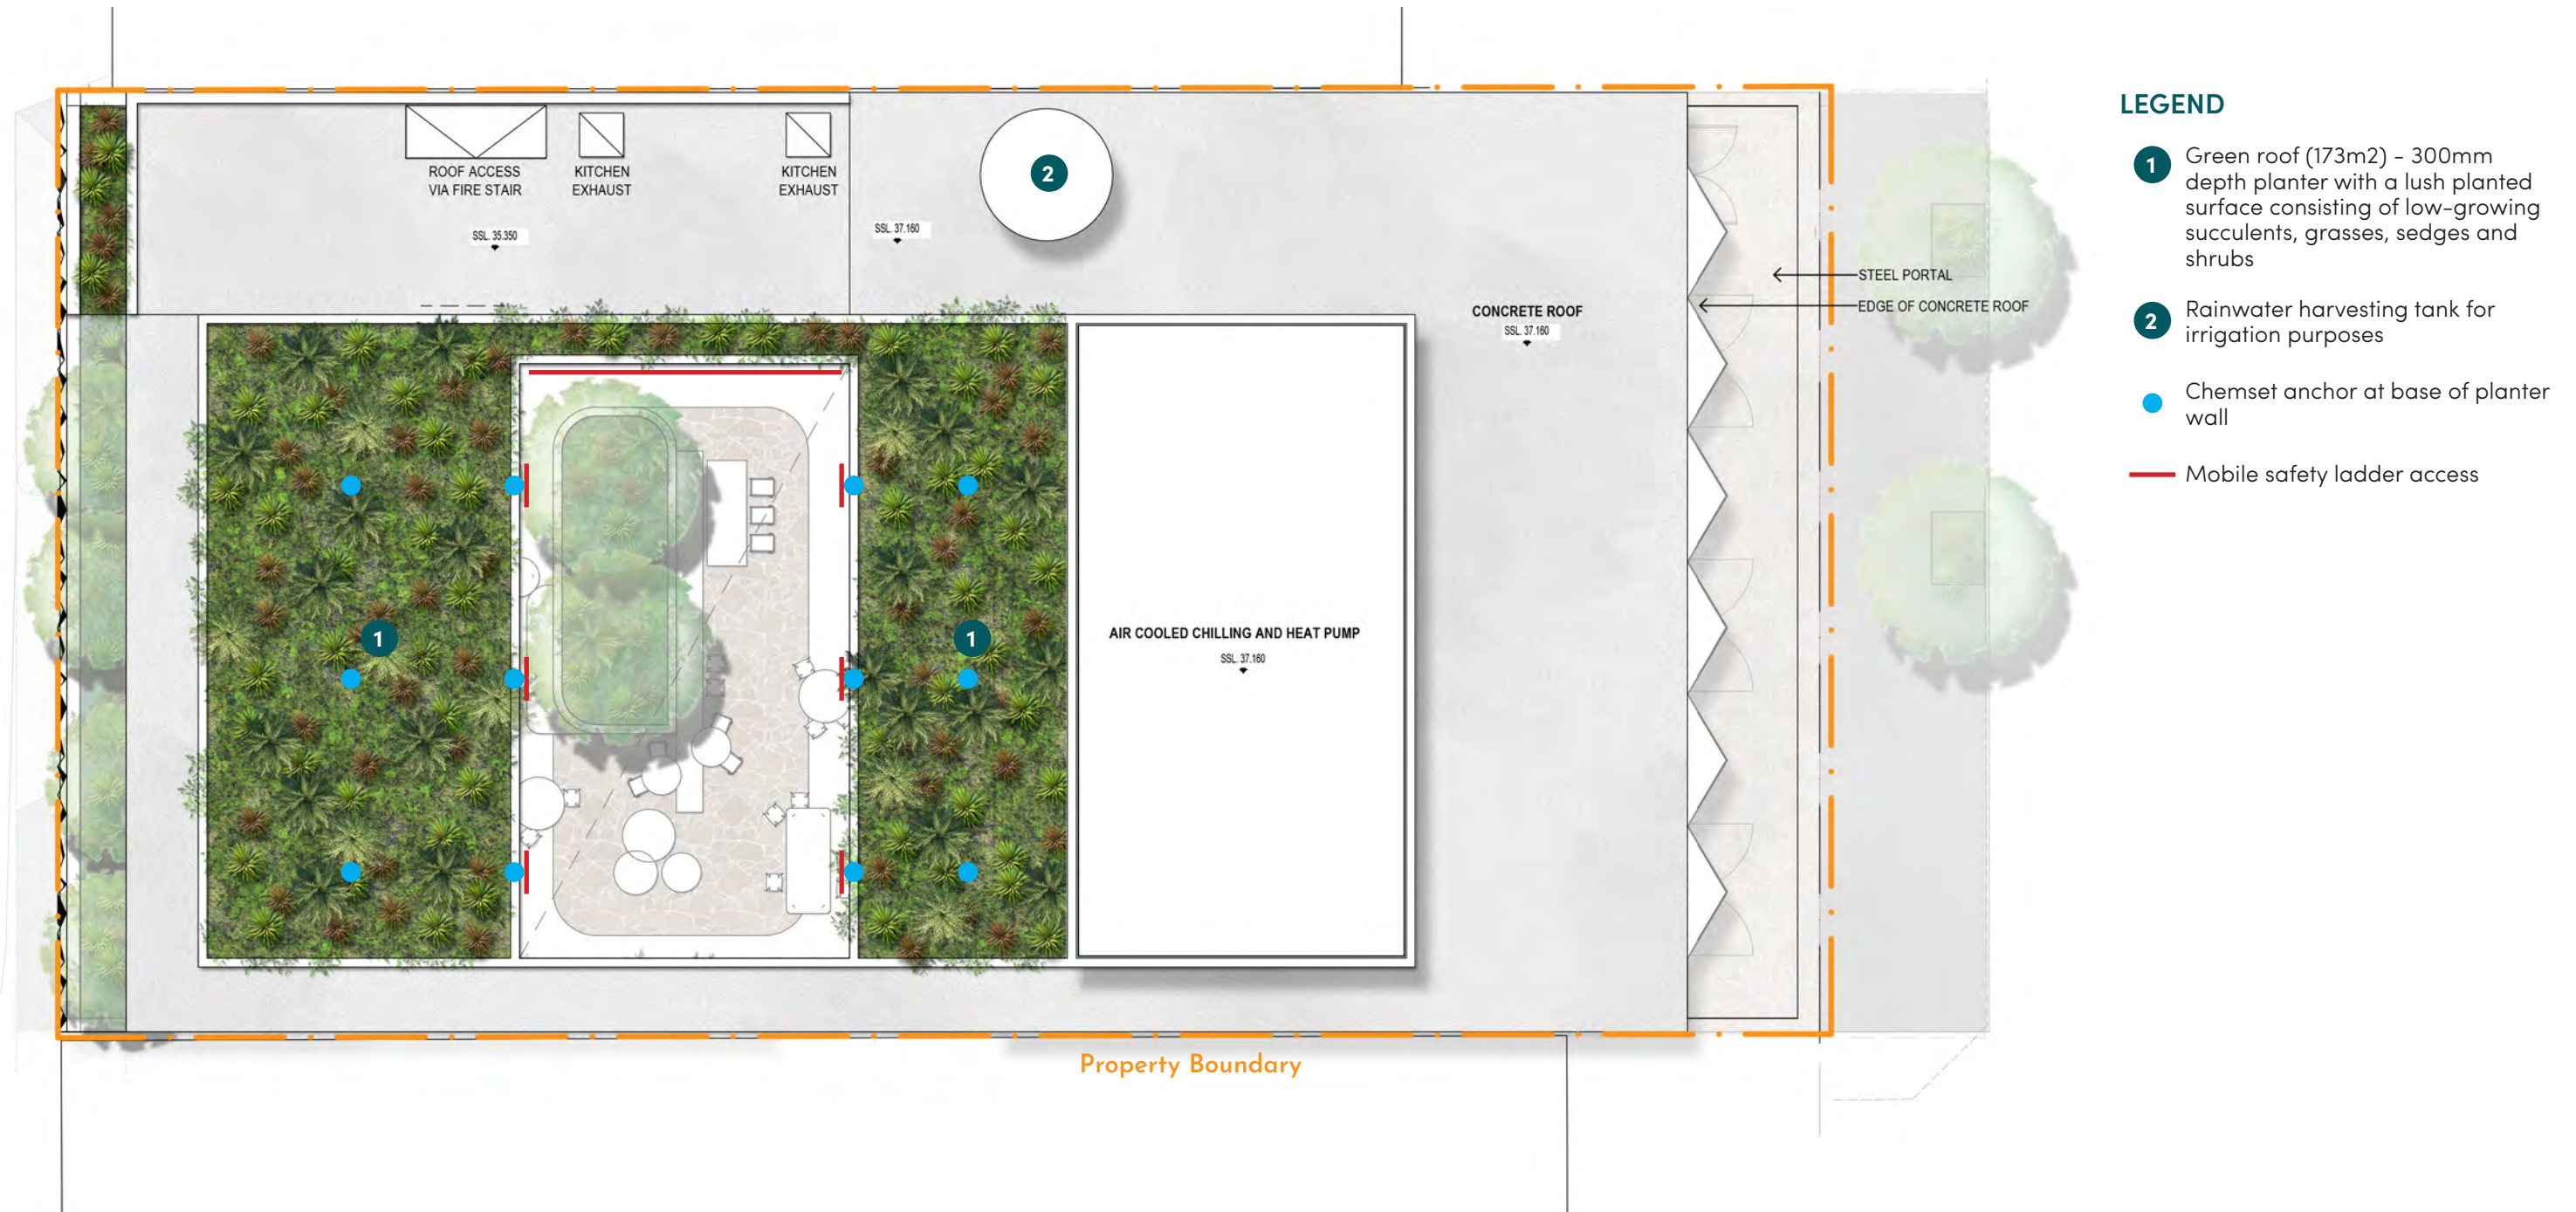 ROOF ACCESS
VIA FIRE STAIR
KITCHEN
EXHAUST
KITCHEN
EXHAUST
SSL. 35.350
SSL. 37.160
2
CONCRETE ROOF
SSL. 37.160
STEEL PORTAL
EDGE OF CONCRETE ROOF
1
1
AIR COOLED CHILLING AND HEAT PUMP
SSL. 37.160
Property Boundary
LEGEND
1
Green roof (173m2) - 300mm
depth planter with a lush planted
surface consisting of low-growing
succulents, grasses, sedges and
shrubs
2
Rainwater harvesting tank for
irrigation purposes
Chemset anchor at base of planter
wall
Mobile safety ladder access